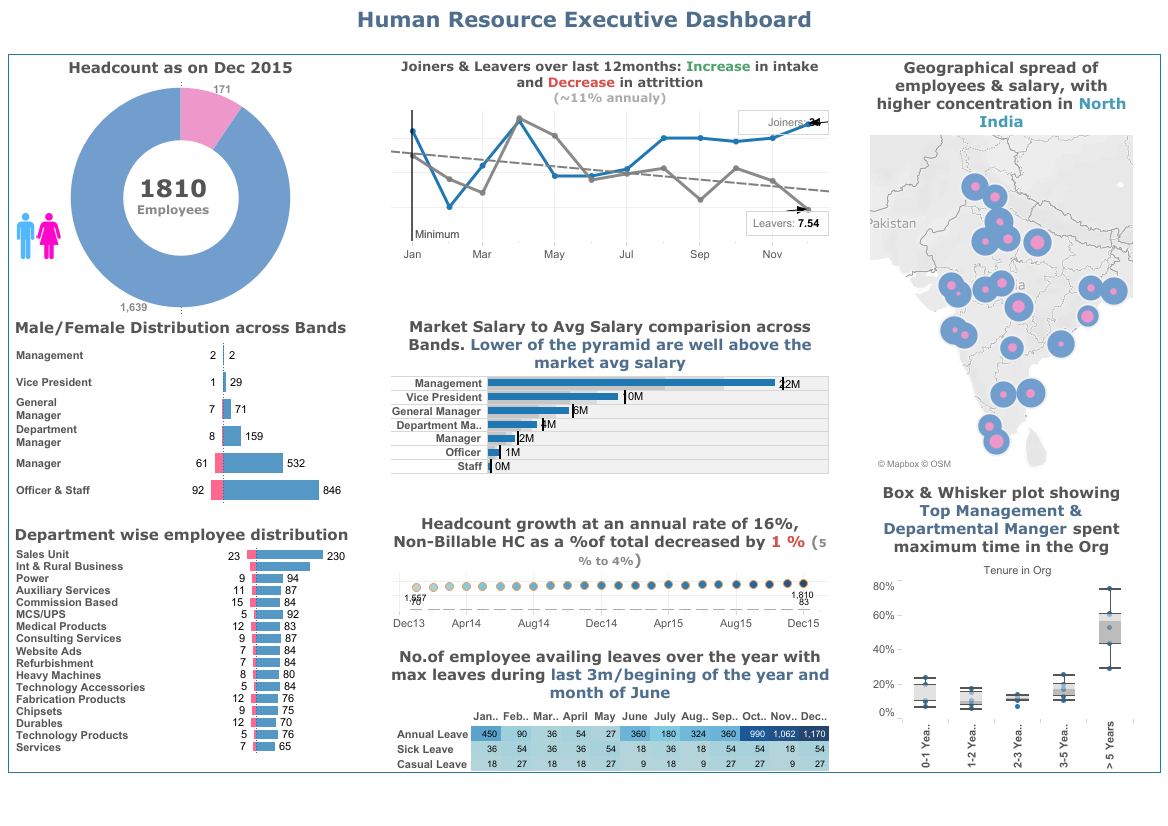 Human Resource Executive Dashboard
Headcount as on Dec 2015
171
1810
Employees
1,639
Male/Female Distribution across Bands
Management 2 2
Vice President 1 29
General
Manager 7 71
Department
Manager 8 159
Manager 61 532
Officer & Staff 92 846
Department wise employee distribution
Sales Unit 23 230
Int & Rural Business
Power 9 94
Auxiliary Services 11 87
Commission Based 15 84
MCS/UPS 5 92
Medical Products 12 83
Consulting Services 9 87
Website Ads 7 84
Refurbishment 7 84
Heavy Machines 8 80
Technology Accessories 5 84
Fabrication Products 12 76
Chipsets 9 75
Durables 12 70
Technology Products 5 76
Services 7 65
Joiners & Leavers over last 12months: Increase in intake
and Decrease in attrittion
(~11% annualy)
Joiners:
Leavers: 7.54
Minimum
Jan Mar May Jul Sep Nov
Market Salary to Avg Salary comparision across
Bands. Lower of the pyramid are well above the
market avg salary
Management 22M
Vice President 10M
General Manager 6M
Department Ma.. 4M
Manager 2M
Officer 1M
Staff 0M
Headcount growth at an annual rate of 16%,
Non-Billable HC as a %of total decreased by 1 % (5
% to 4%)
1,557 1,810
70 83
Dec13 Apr14 Aug14 Dec14 Apr15 Aug15 Dec15
No.of employee availing leaves over the year with
max leaves during last 3m/begining of the year and
month of June
Jan.. Feb.. Mar.. April May June July Aug.. Sep.. Oct.. Nov.. Dec..
Annual Leave 450 90 36 54 27 360 180 324 360 990 1,062 1,170
Sick Leave 36 54 36 36 54 18 36 18 54 54 18 54
Casual Leave 18 27 18 18 27 9 18 9 27 27 9 27
Geographical spread of
employees & salary, with
higher concentration in North
India
Pakistan
© Mapbox © OSM
Box & Whisker plot showing
Top Management &
Departmental Manger spent
maximum time in the Org
Tenure in Org
80%
60%
40%
20%
0%
0-1 Yea..
1-2 Yea..
2-3 Yea..
3-5 Yea..
> 5 Years